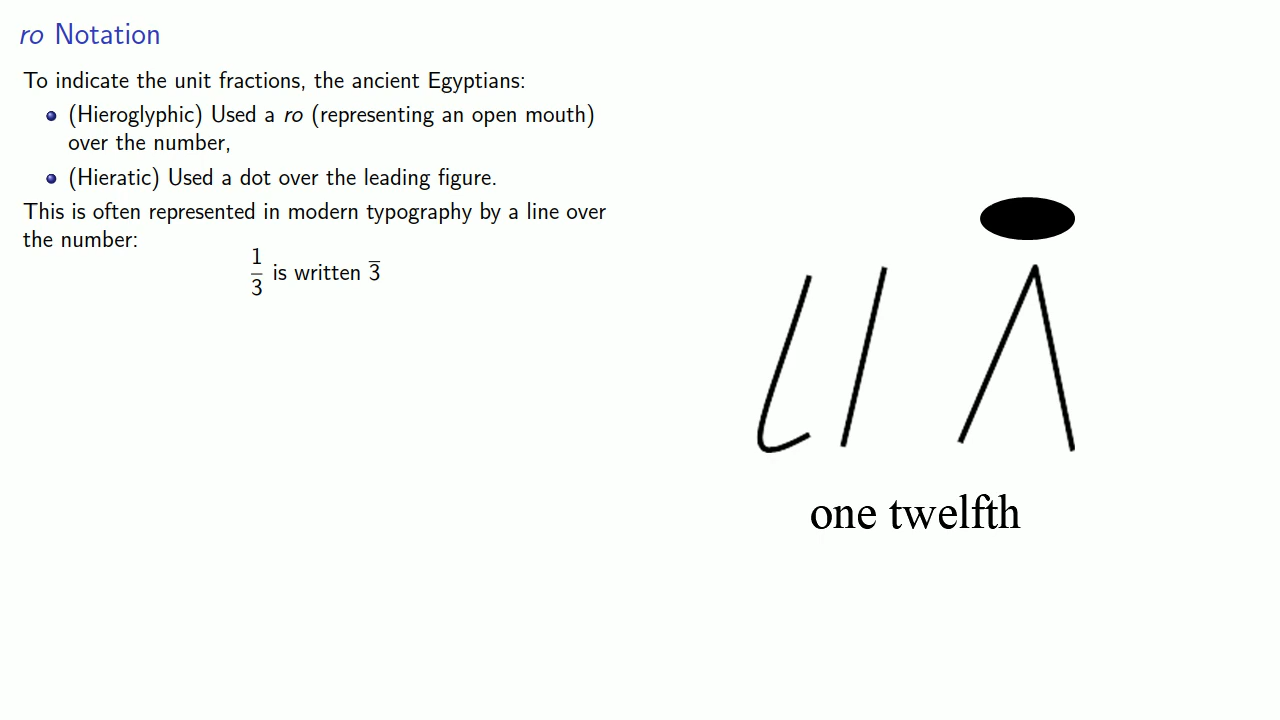 ro Notation
To indicate the unit fractions, the ancient Egyptians:
(Hieroglyphic) Used a ro (representing an open mouth)
over the number,
(Hieratic) Used a dot over the leading figure.
This is often represented in modern typography by a line over
the number:
1/3 is written 3̅
one twelfth